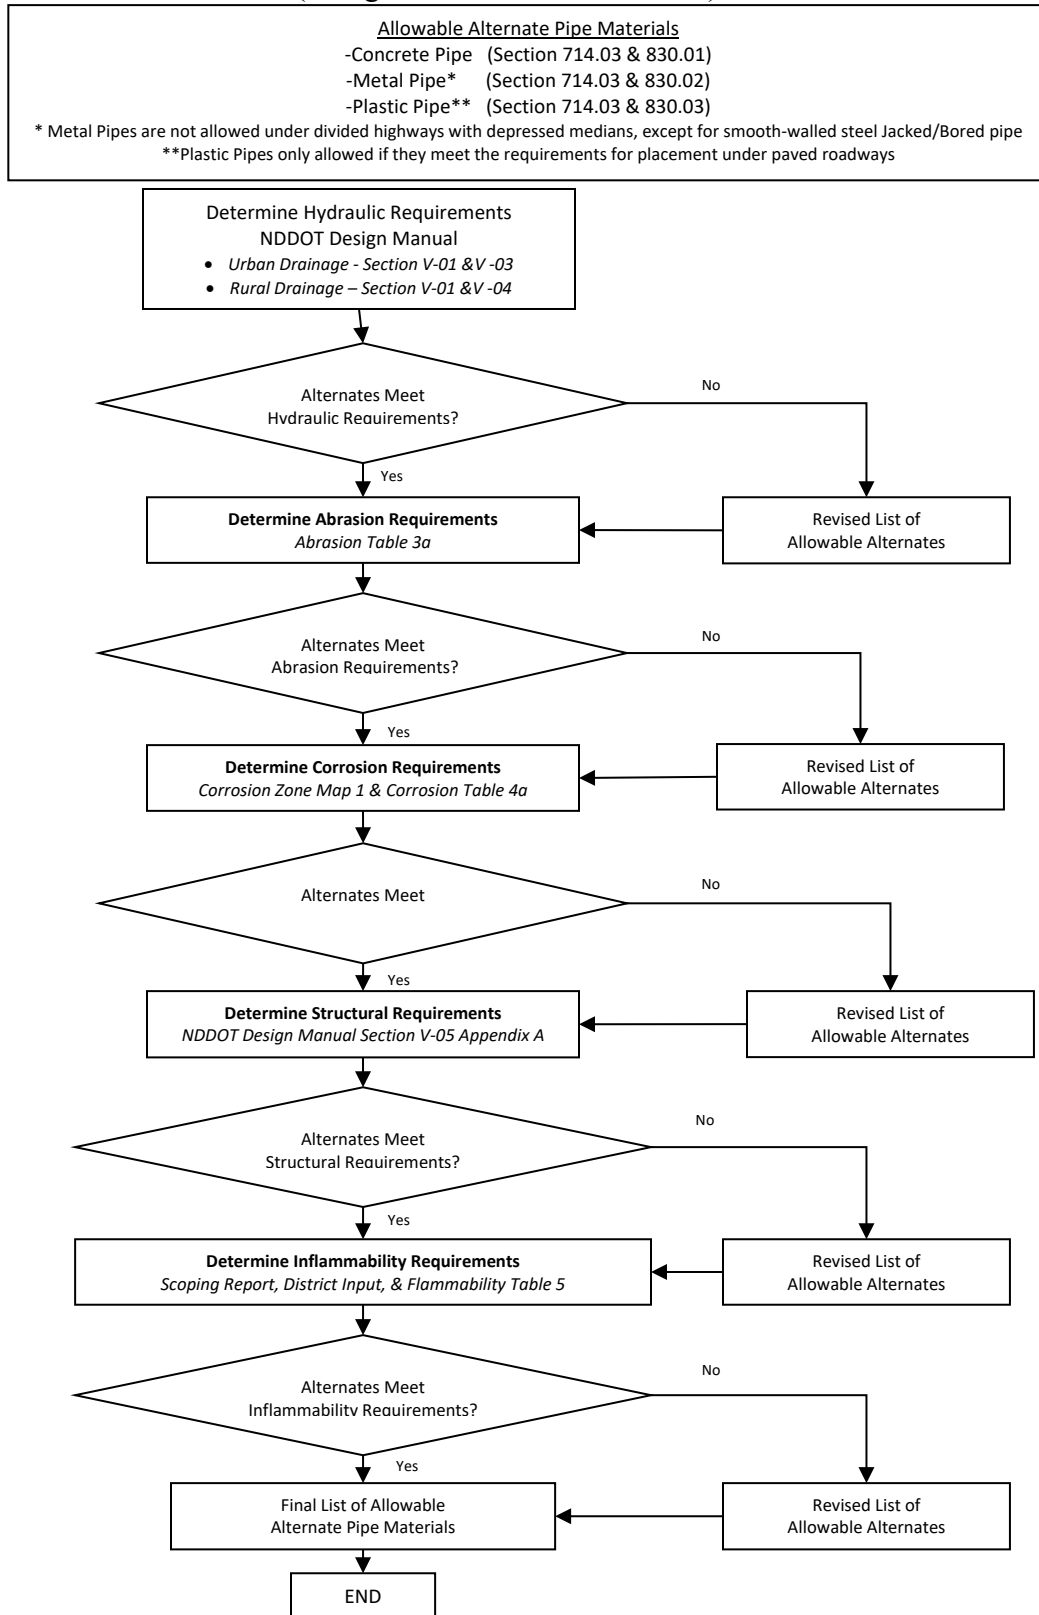 Allowable Alternate Pipe Materials
-Concrete Pipe (Section 714.03 & 830.01)
-Metal Pipe* (Section 714.03 & 830.02)
-Plastic Pipe** (Section 714.03 & 830.03)
* Metal Pipes are not allowed under divided highways with depressed medians, except for smooth-walled steel Jacked/Bored pipe
**Plastic Pipes only allowed if they meet the requirements for placement under paved roadways
Determine Hydraulic Requirements
NDDOT Design Manual
• Urban Drainage - Section V-01 &V -03
• Rural Drainage – Section V-01 &V -04
Alternates Meet
Hydraulic Requirements?
No
Yes
Determine Abrasion Requirements
Abrasion Table 3a
Revised List of
Allowable Alternates
Alternates Meet
Abrasion Requirements?
No
Yes
Determine Corrosion Requirements
Corrosion Zone Map 1 & Corrosion Table 4a
Revised List of
Allowable Alternates
Alternates Meet
No
Yes
Determine Structural Requirements
NDDOT Design Manual Section V-05 Appendix A
Revised List of
Allowable Alternates
Alternates Meet
Structural Requirements?
No
Yes
Determine Inflammability Requirements
Scoping Report, District Input, & Flammability Table 5
Revised List of
Allowable Alternates
Alternates Meet
Inflammability Requirements?
No
Yes
Final List of Allowable
Alternate Pipe Materials
Revised List of
Allowable Alternates
END